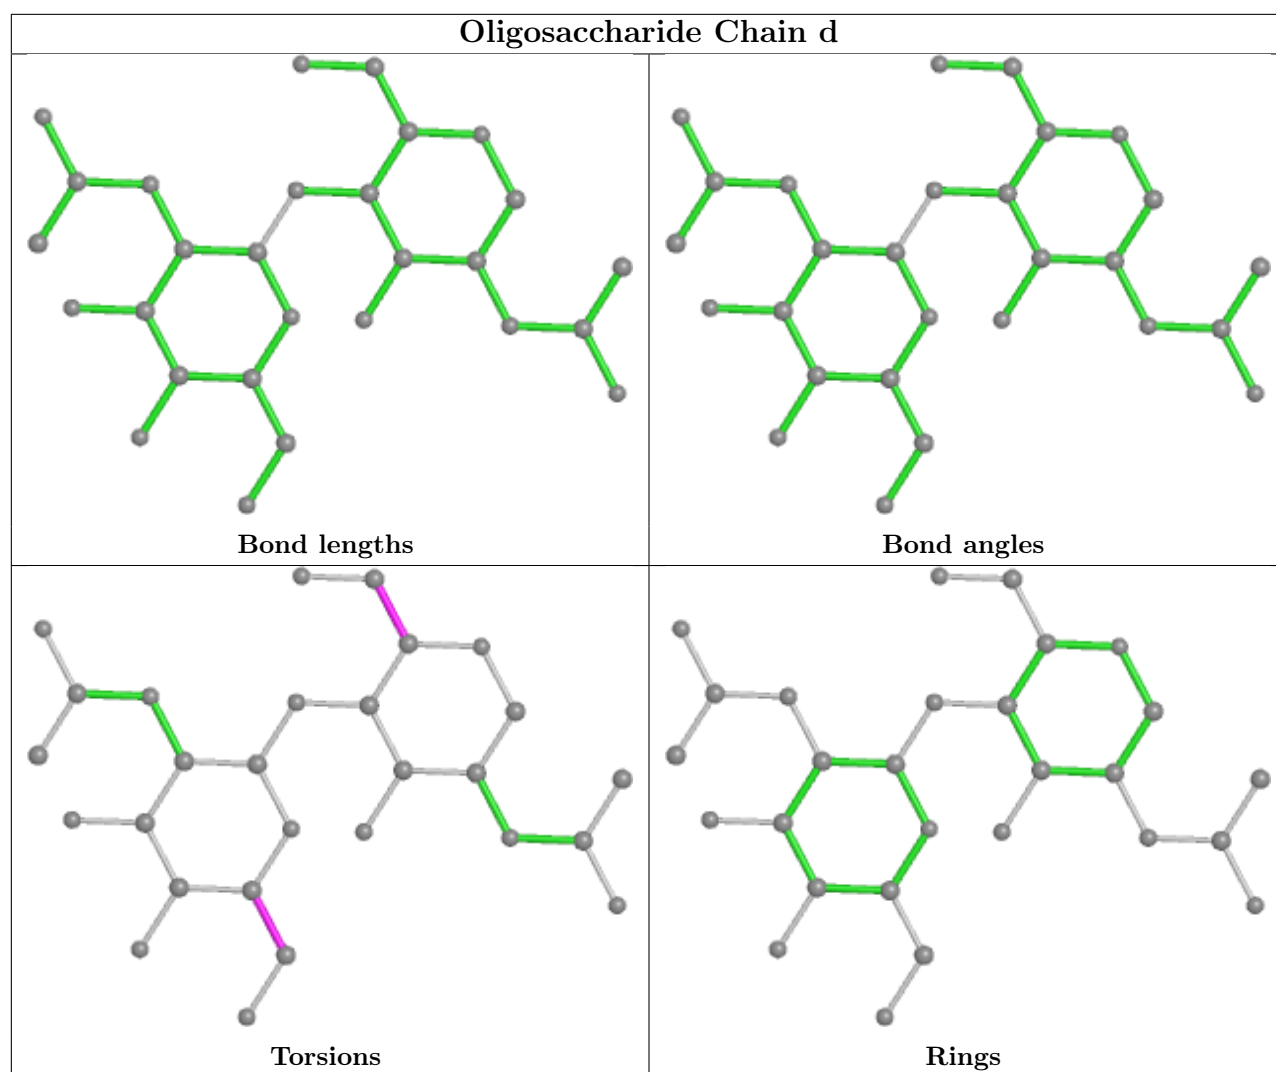 Oligosaccharide Chain d
Bond lengths
Bond angles
Torsions
Rings